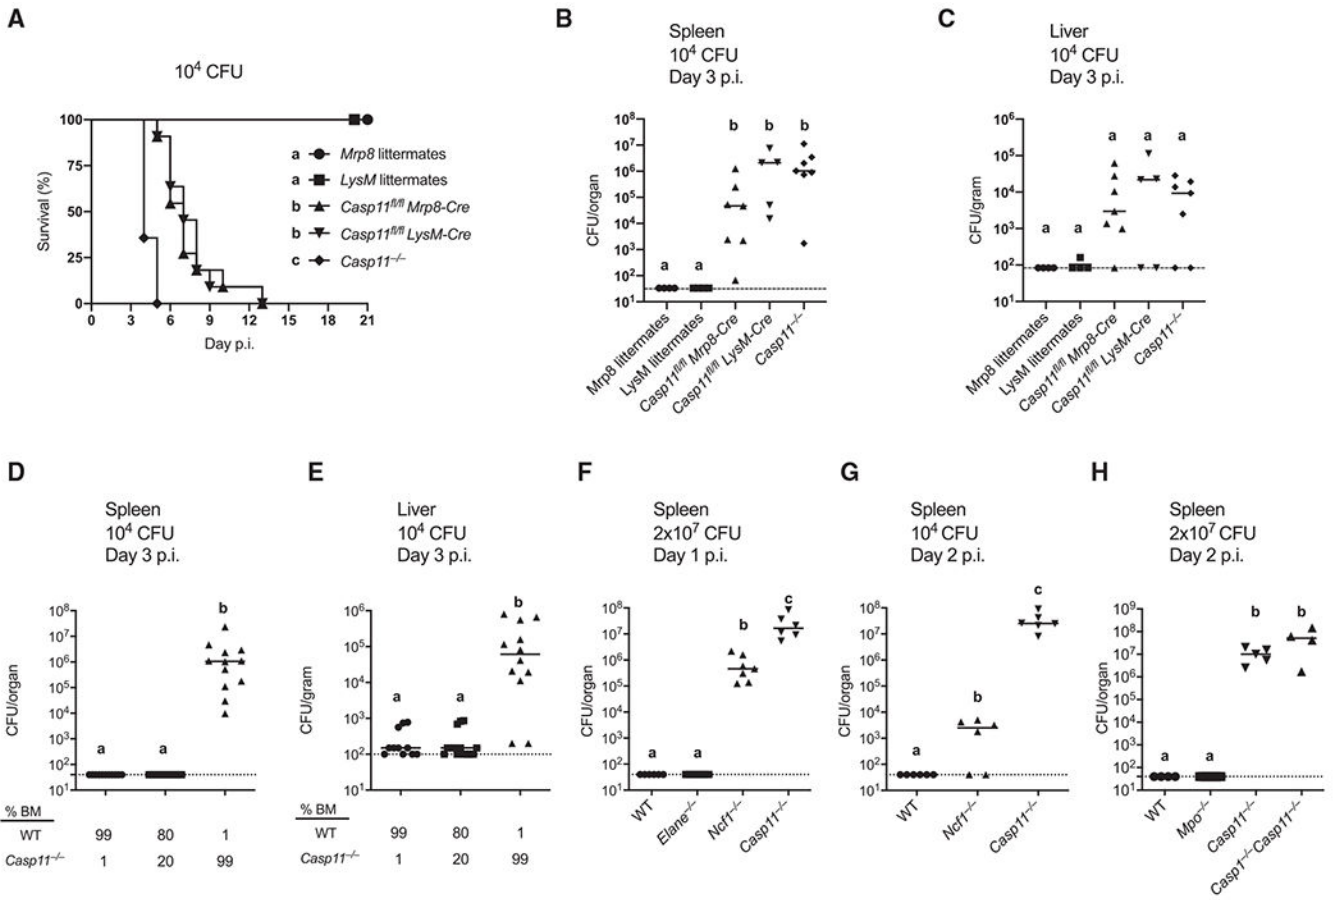 A
10⁴ CFU
100
75
50
25
0
Survival (%)
0 3 6 9 12 15 18 21
Day p.i.
a Mrp8 littermates
a LysM littermates
b Casp11fl/fl Mrp8-Cre
b Casp11fl/fl LysM-Cre
c Casp11⁻/⁻
B
Spleen
10⁴ CFU
Day 3 p.i.
10⁸
10⁷
10⁶
10⁵
10⁴
10³
10²
10¹
CFU/organ
a a b b b
Mrp8 littermates
LysM littermates
Casp11fl/fl Mrp8-Cre
Casp11fl/fl LysM-Cre
Casp11⁻/⁻
C
Liver
10⁴ CFU
Day 3 p.i.
10⁶
10⁵
10⁴
10³
10²
10¹
CFU/gram
a a a a a
Mrp8 littermates
LysM littermates
Casp11fl/fl Mrp8-Cre
Casp11fl/fl LysM-Cre
Casp11⁻/⁻
D
Spleen
10⁴ CFU
Day 3 p.i.
10⁸
10⁷
10⁶
10⁵
10⁴
10³
10²
10¹
CFU/organ
a a b
% BM
WT 99 80 1
Casp11⁻/⁻ 1 20 99
E
Liver
10⁴ CFU
Day 3 p.i.
10⁶
10⁵
10⁴
10³
10²
10¹
CFU/gram
a a b
% BM
WT 99 80 1
Casp11⁻/⁻ 1 20 99
F
Spleen
2x10⁷ CFU
Day 1 p.i.
10⁸
10⁷
10⁶
10⁵
10⁴
10³
10²
10¹
CFU/organ
a a b c
WT
Elane⁻/⁻
Ncf1⁻/⁻
Casp11⁻/⁻
G
Spleen
10⁴ CFU
Day 2 p.i.
10⁸
10⁷
10⁶
10⁵
10⁴
10³
10²
10¹
CFU/organ
a b c
WT
Ncf1⁻/⁻
Casp11⁻/⁻
H
Spleen
2x10⁷ CFU
Day 2 p.i.
10⁹
10⁸
10⁷
10⁶
10⁵
10⁴
10³
10²
10¹
CFU/organ
a a b b
WT
Mpo⁻/⁻
Casp11⁻/⁻
Casp1⁻/⁻Casp11⁻/⁻